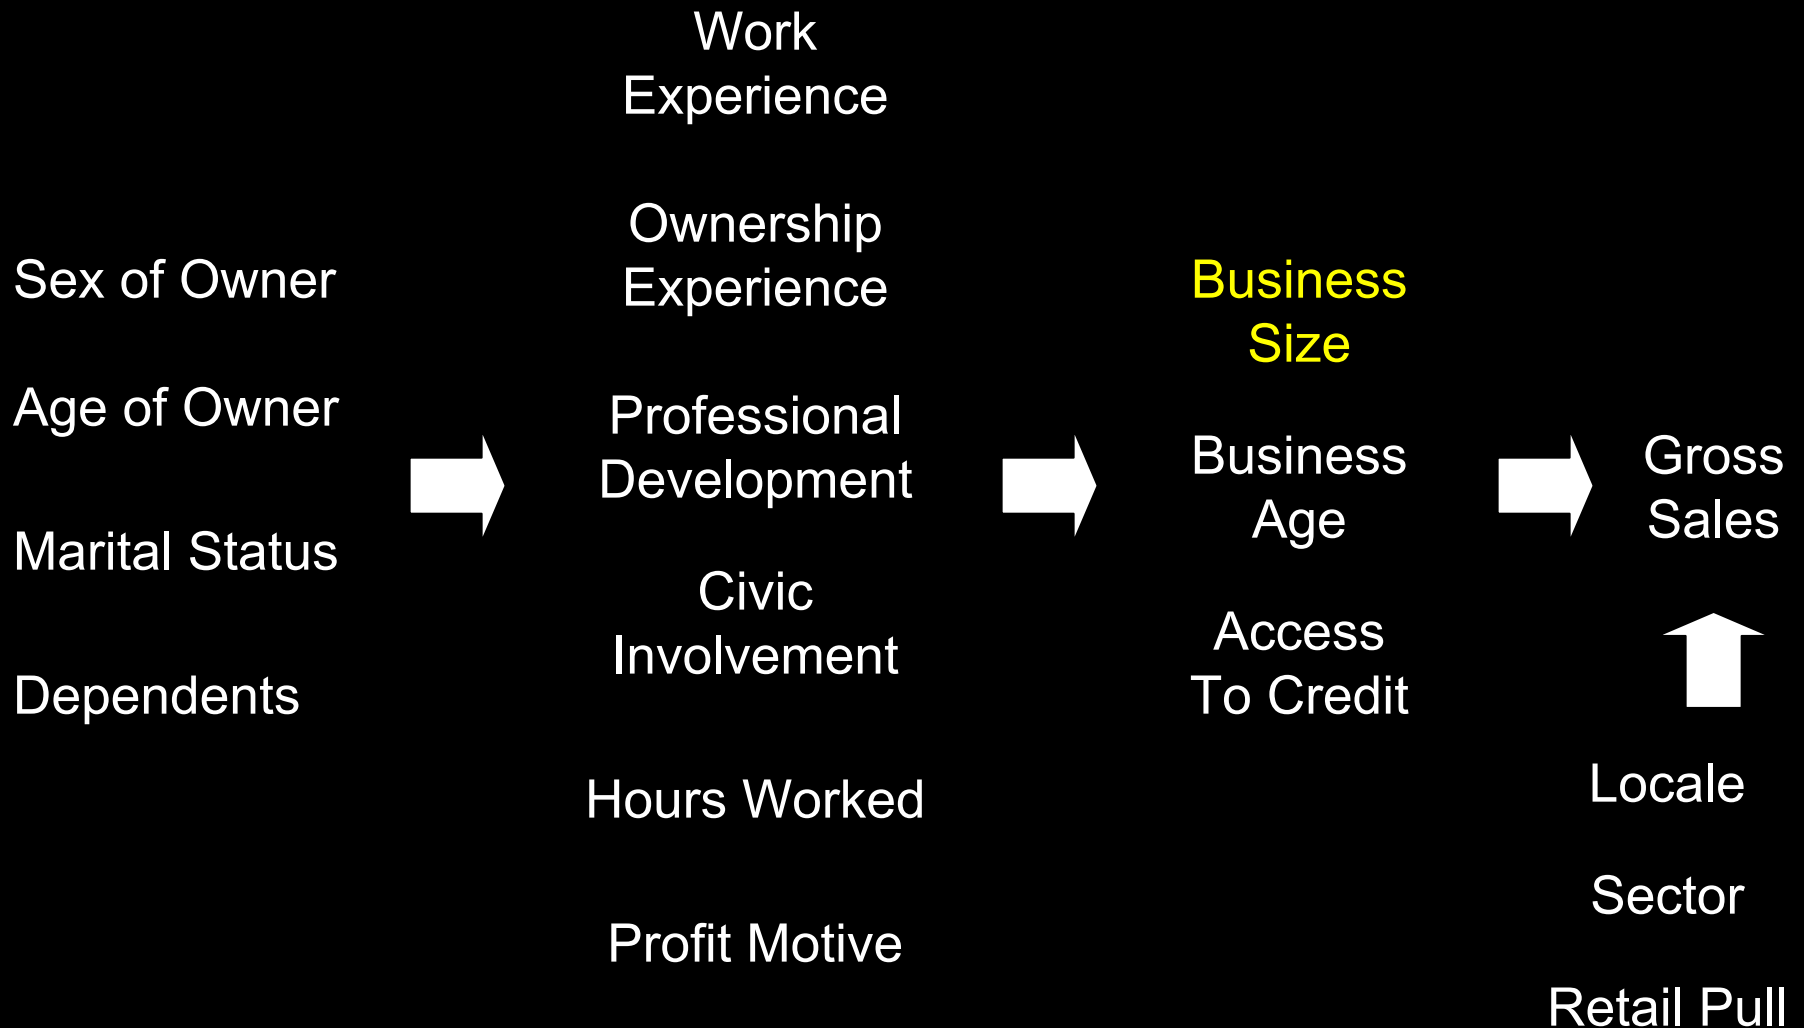 Sex of Owner
Age of Owner
Marital Status
Dependents
Work
Experience
Ownership
Experience
Professional
Development
Civic
Involvement
Hours Worked
Profit Motive
Business
Size
Business
Age
Access
To Credit
Gross
Sales
Locale
Sector
Retail Pull